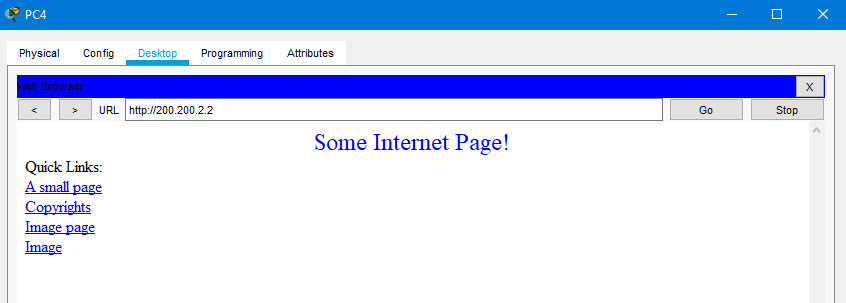 PC4
Physical Config Desktop Programming Attributes
Web Browser
X
< > URL http://200.200.2.2 Go Stop
Some Internet Page!
Quick Links:
A small page
Copyrights
Image page
Image